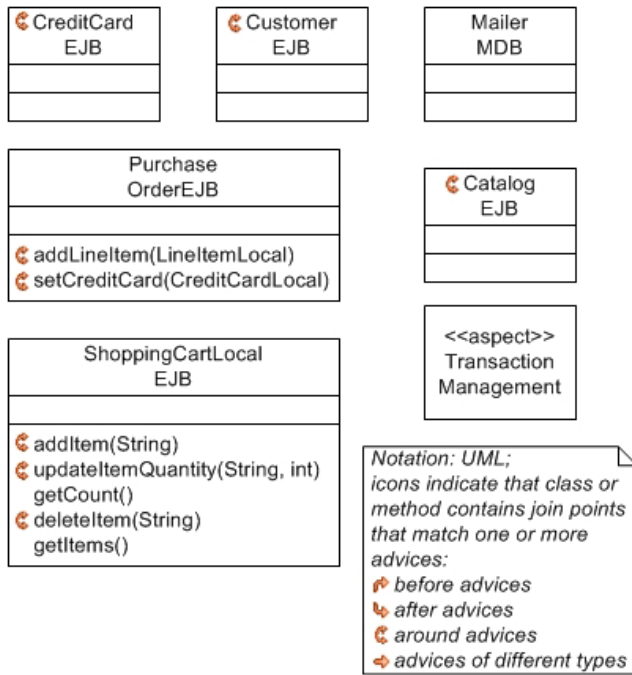 CreditCard
EJB
Customer
EJB
Mailer
MDB
Purchase
OrderEJB
addLineItem(LineItemLocal)
setCreditCard(CreditCardLocal)
Catalog
EJB
<<aspect>>
Transaction
Management
ShoppingCartLocal
EJB
addItem(String)
updateItemQuantity(String, int)
getCount()
deleteItem(String)
getItems()
Notation: UML;
icons indicate that class or
method contains join points
that match one or more
advices:
before advices
after advices
around advices
advices of different types